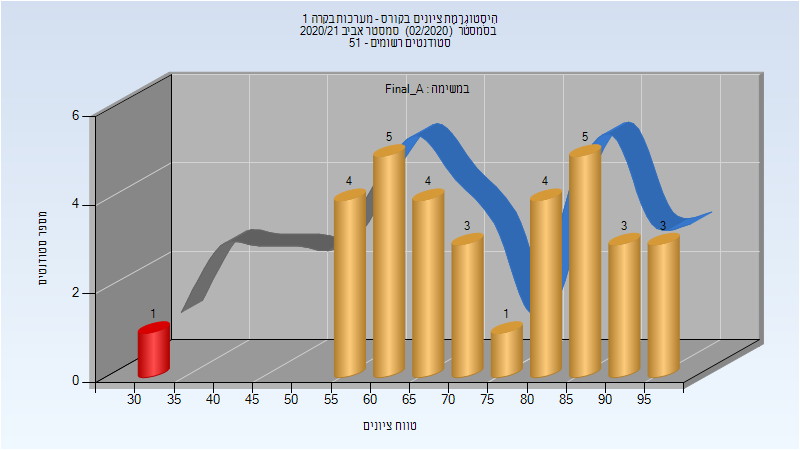 היסטוגרמת ציונים בקורס - מערכות בקרה 1
בסמסטר (02/2020) סמסטר אביב 2020/21
סטודנטים רשומים - 51
במשימה : Final_A
מספר סטודנטים
6
4
2
0
1
4
5
4
3
1
4
5
3
3
30 35 40 45 50 55 60 65 70 75 80 85 90 95
טווח ציונים